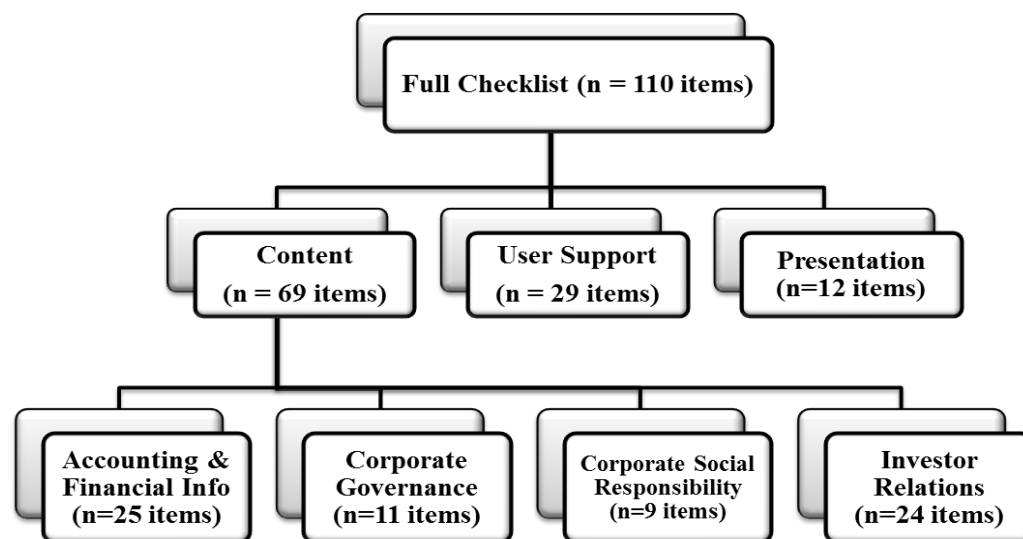 Full Checklist (n = 110 items)
Content
(n = 69 items)
User Support
(n = 29 items)
Presentation
(n=12 items)
Accounting &
Financial Info
(n=25 items)
Corporate
Governance
(n=11 items)
Corporate Social
Responsibility
(n=9 items)
Investor
Relations
(n=24 items)